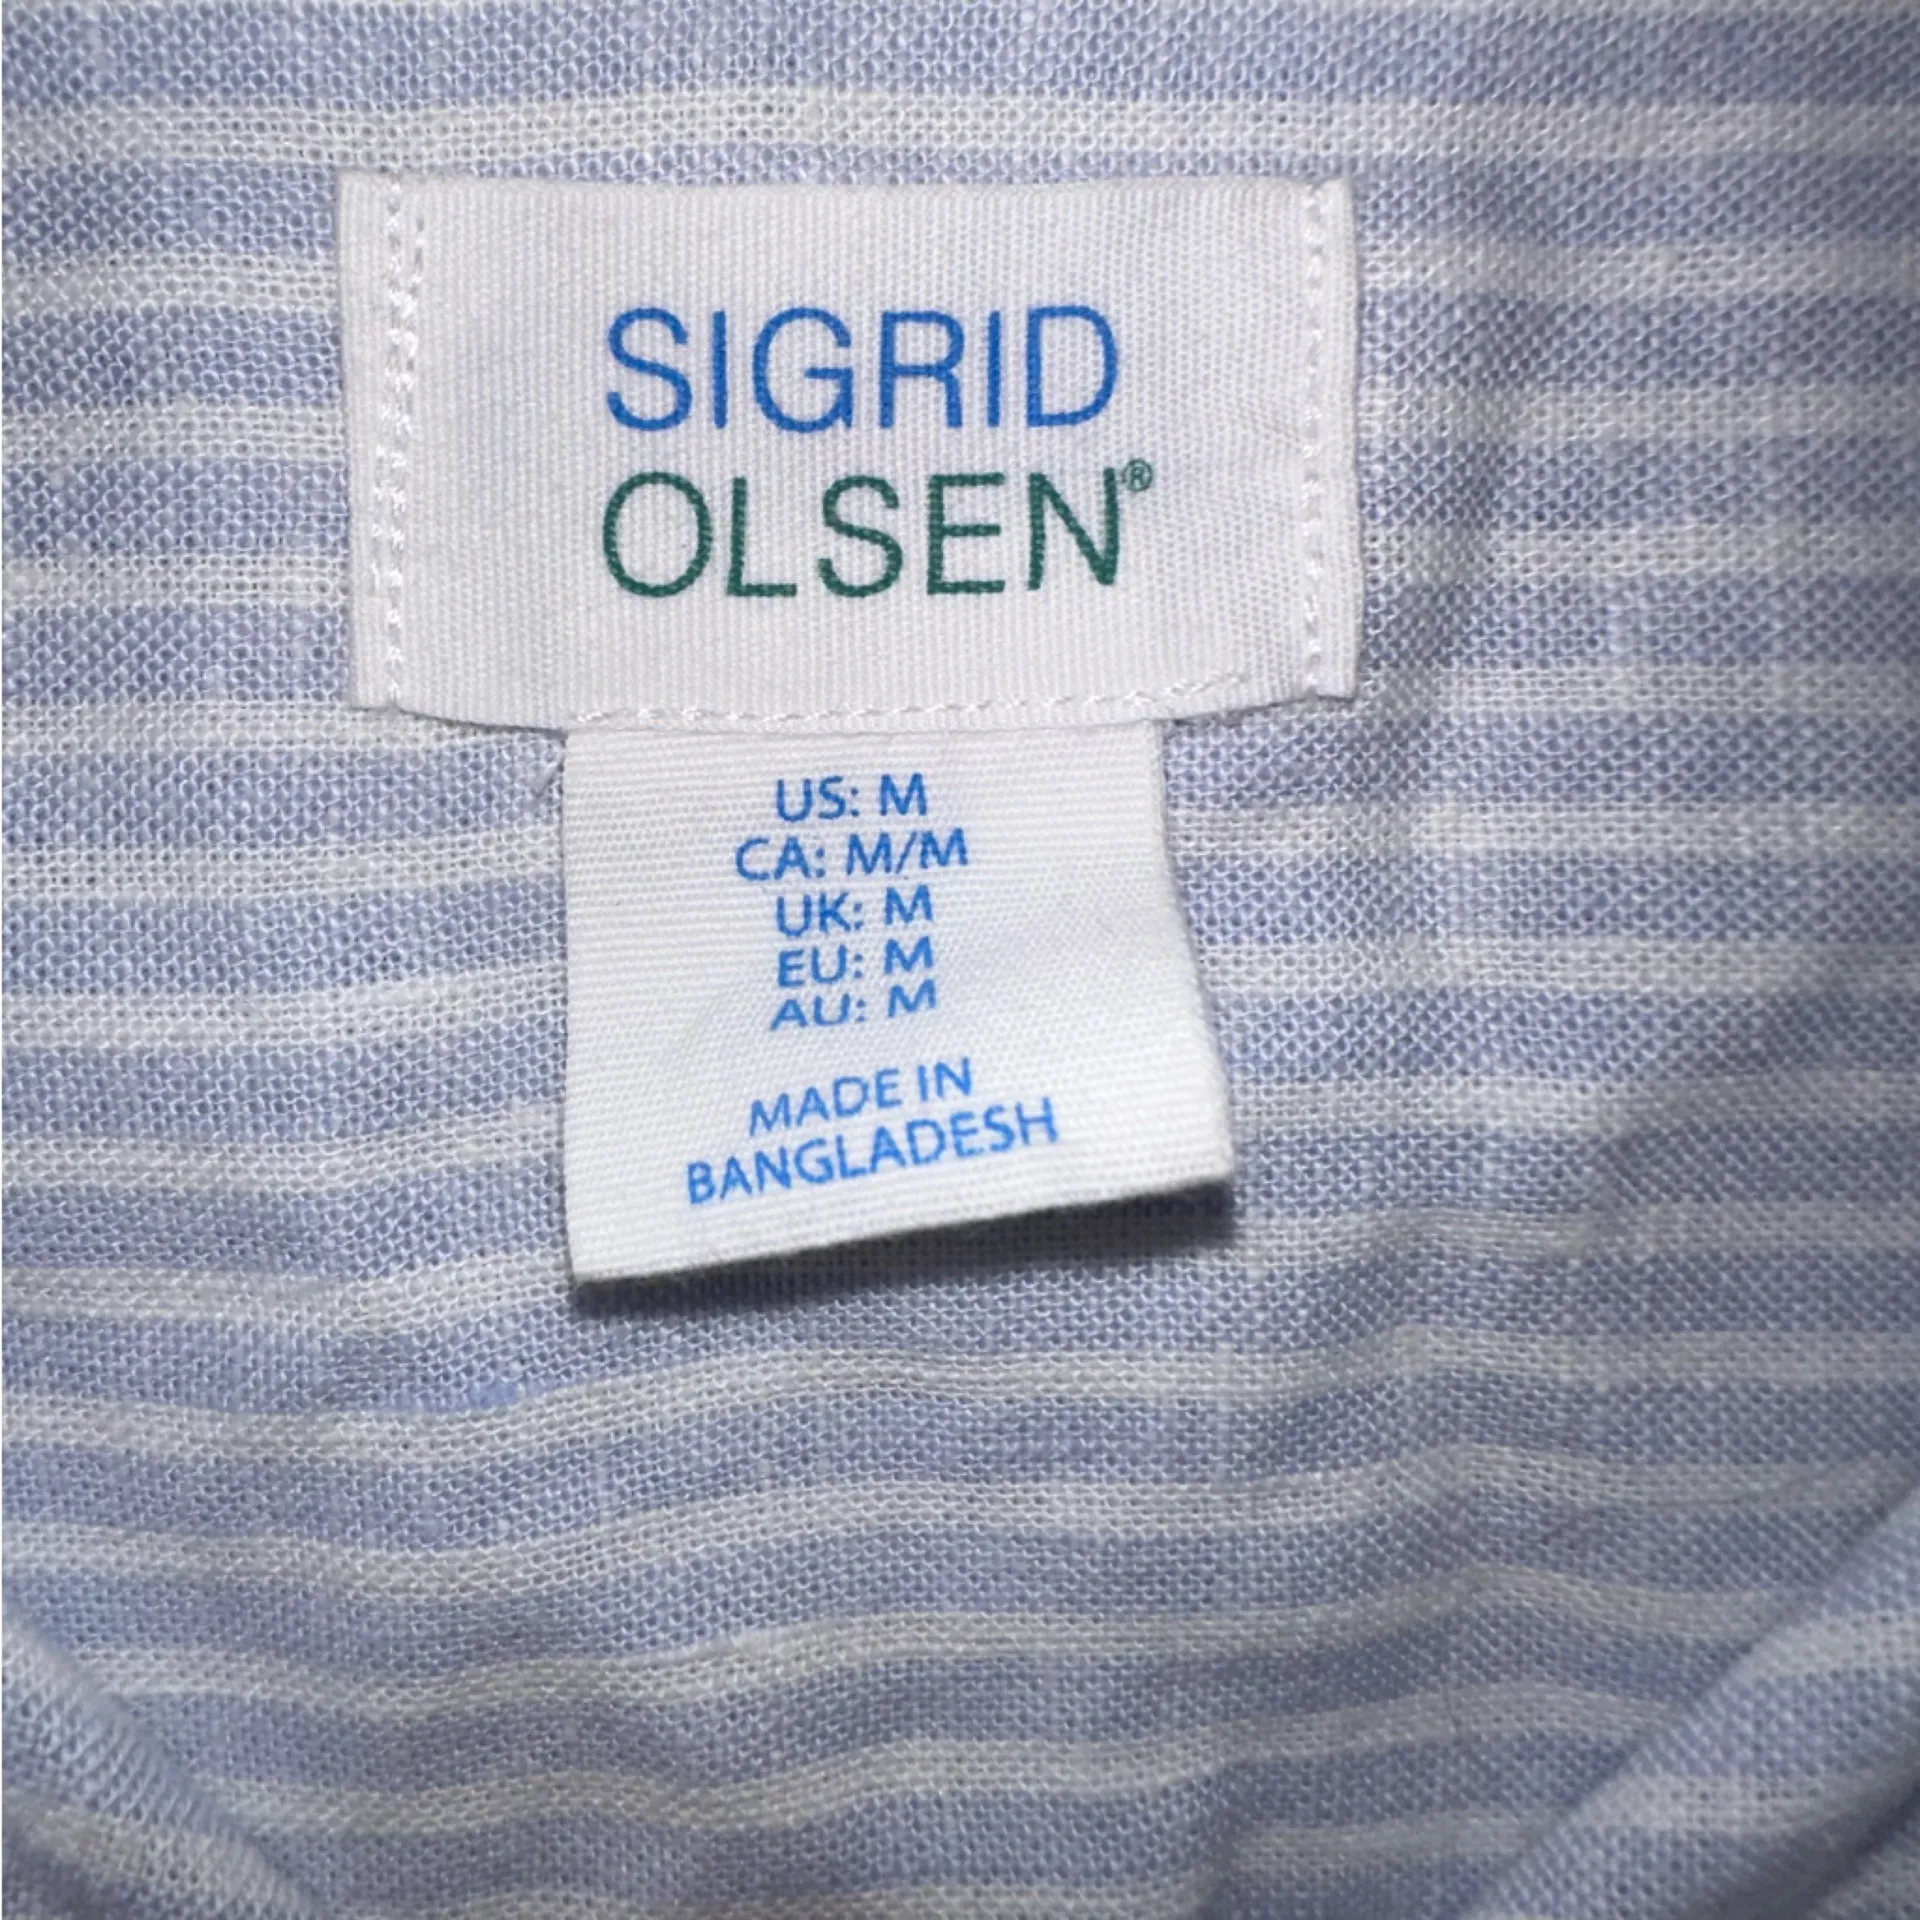 SIGRID
OLSEN®
US: M
CA: M/M
UK: M
EU: M
AU: M
MADE IN
BANGLADESH